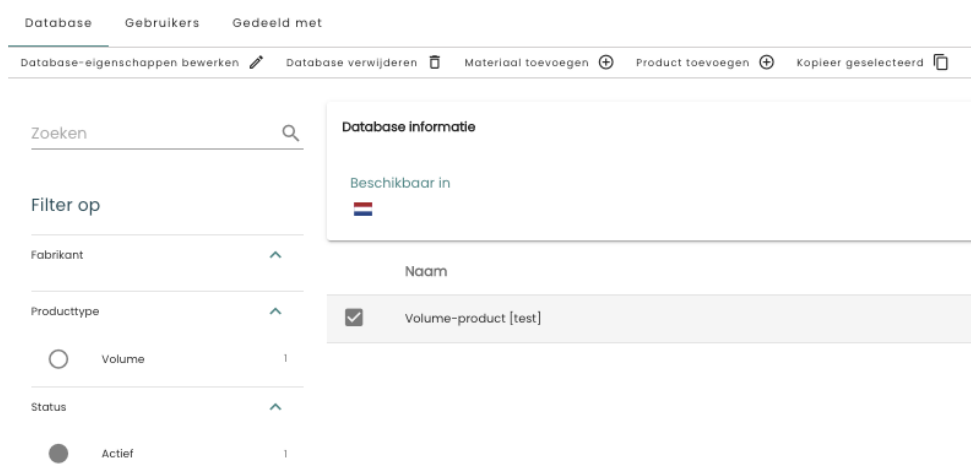 Database Gebruikers Gedeeld met
Database-eigenschappen bewerken Database verwijderen Materiaal toevoegen Product toevoegen Kopieer geselecteerd
Zoeken
Filter op
Fabrikant
Producttype
Volume 1
Status
Actief 1
Database informatie
Beschikbaar in
Naam
Volume-product [test]